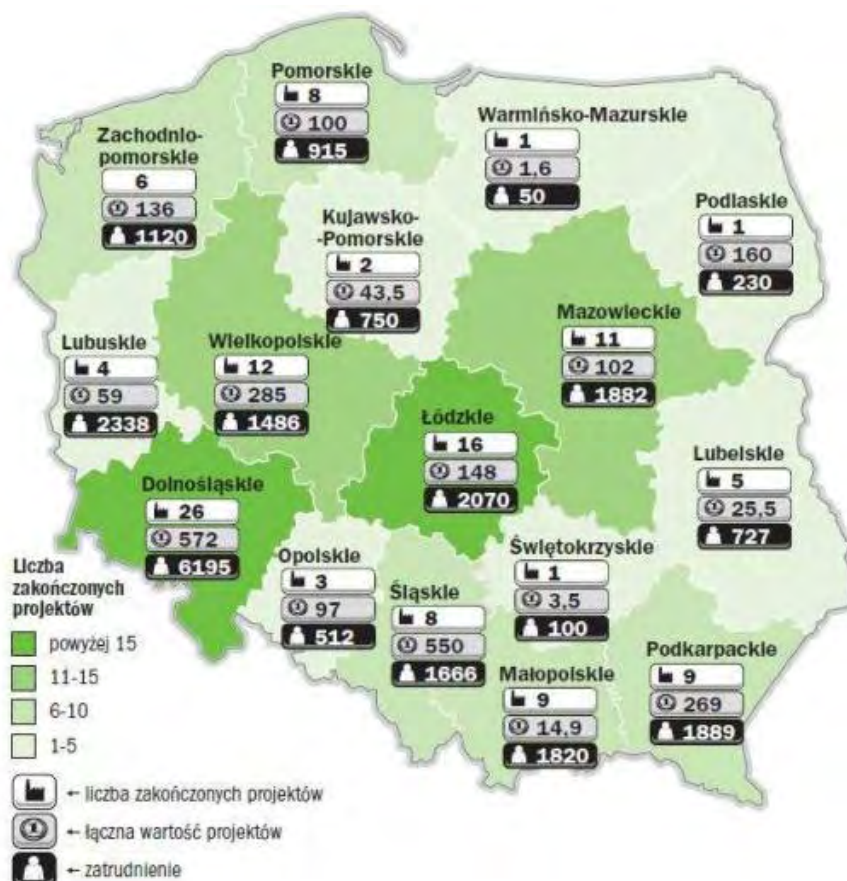 Pomorskie
8
100
915
Warmińsko-Mazurskie
1
1,6
50
Zachodnio-
pomorskie
6
136
1120
Podlaskie
1
160
230
Kujawsko-
-Pomorskie
2
43,5
750
Mazowieckie
11
102
1882
Lubuskie
4
59
2338
Wielkopolskie
12
285
1486
Łódzkie
16
148
2070
Lubelskie
5
25,5
727
Dolnośląskie
26
572
6195
Opolskie
3
97
512
Świętokrzyskie
1
3,5
100
Śląskie
8
550
1666
Małopolskie
9
14,9
1820
Podkarpackie
9
269
1889
Liczba
zakończonych
projektów
powyżej 15
11-15
6-10
1-5
← liczba zakończonych projektów
← łączna wartość projektów
← zatrudnienie